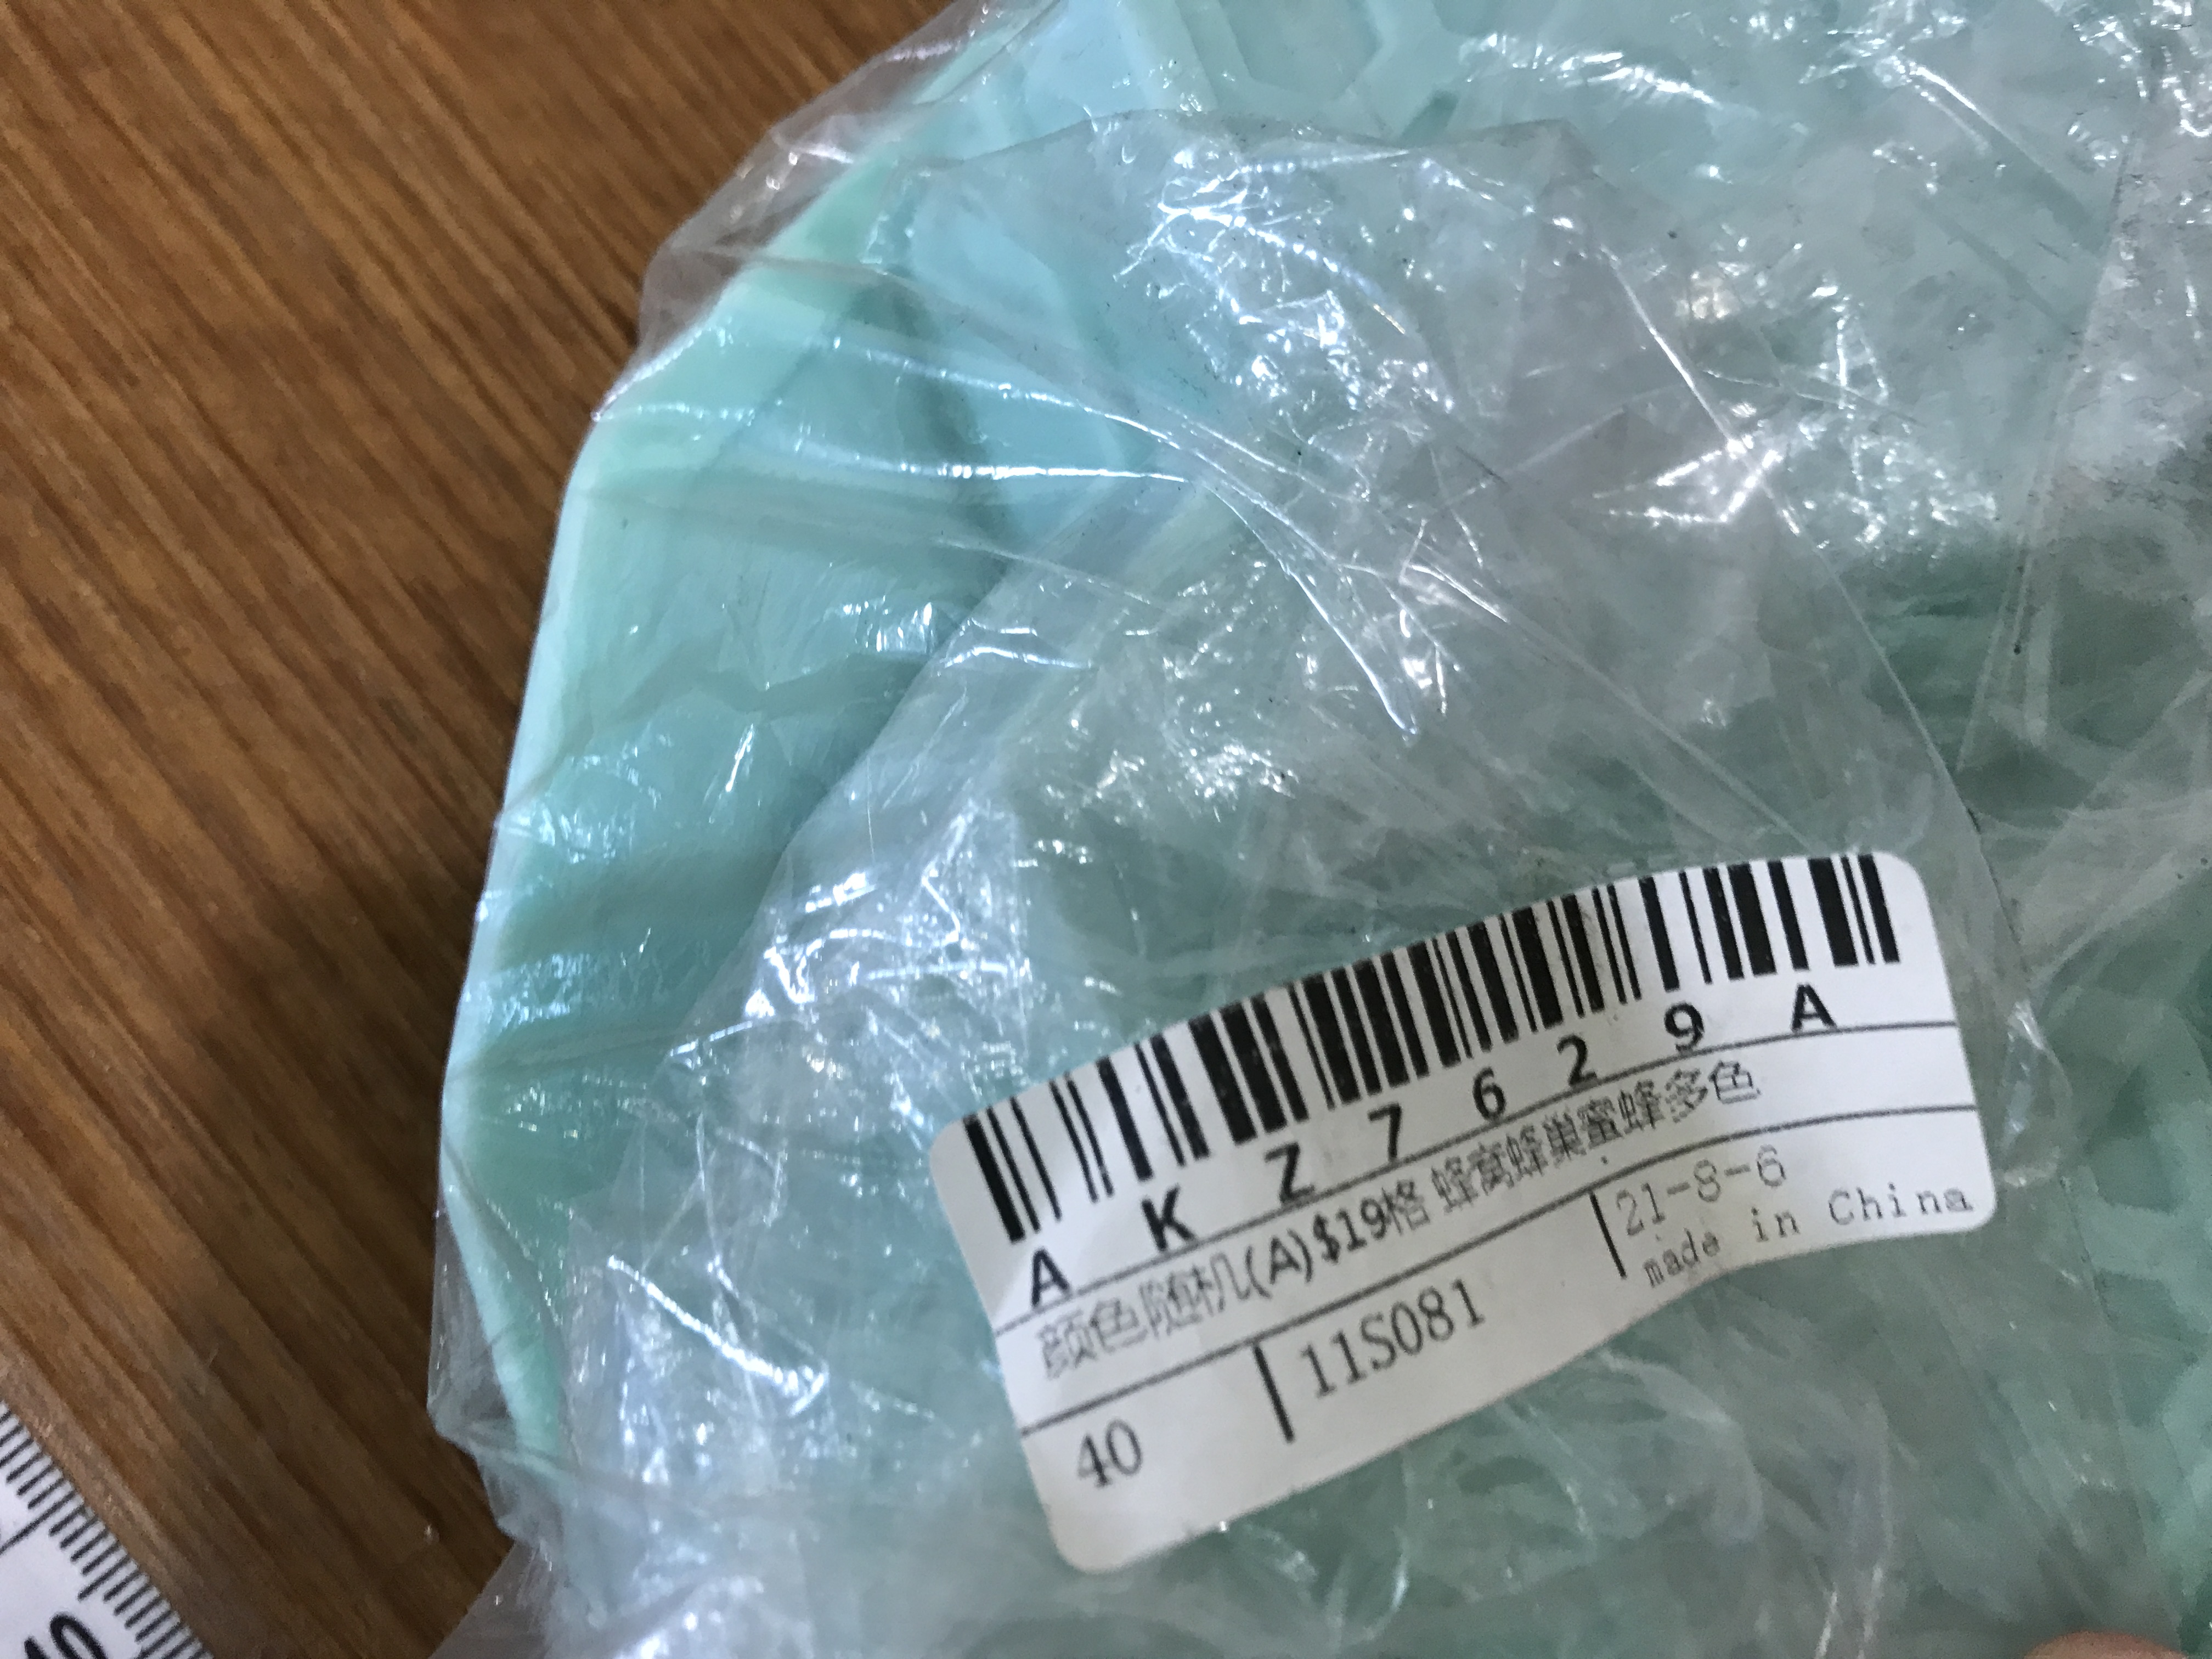 AKZ7629A
颜色随机(A)$19格 蜂窝蜂巢蜜蜂多色
40
11S081
21-8-6
made in China